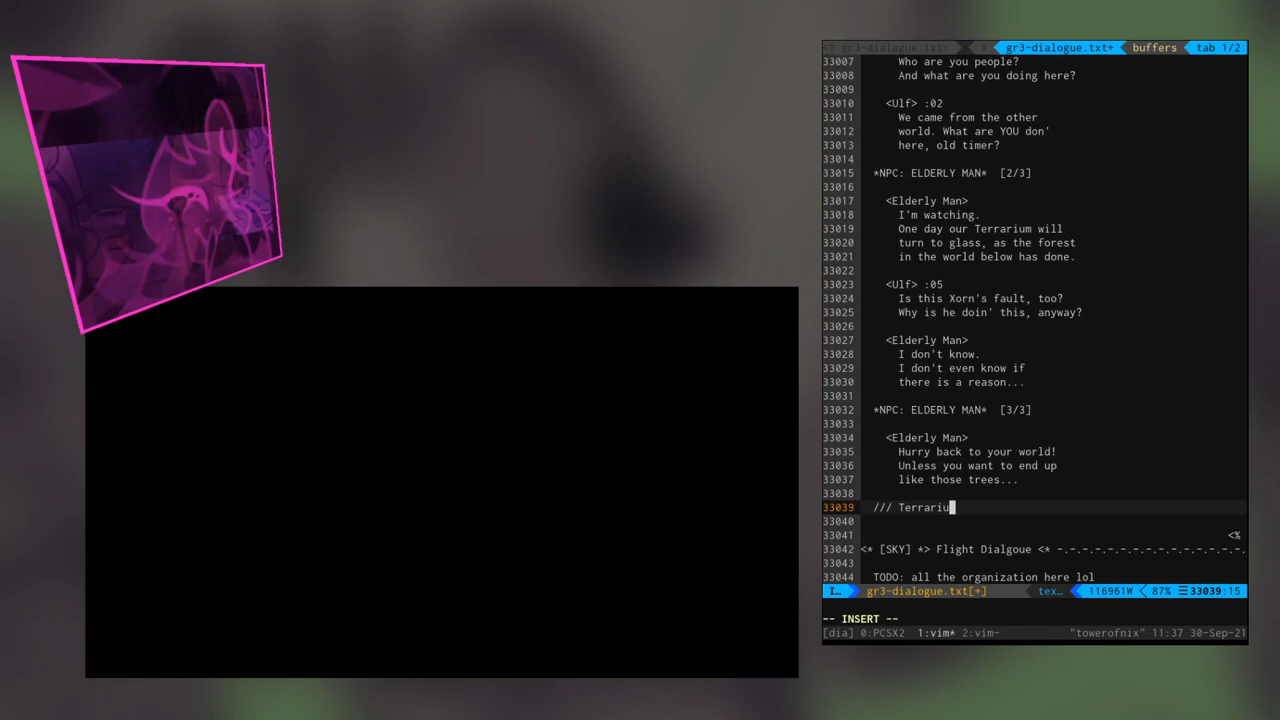 gr3-dialogue.txt+ gr3-dialogue.txt+ buffers tab 1/2
33007 Who are you people?
33008 And what are you doing here?
33009
33010 <Ulf> :02
33011 We came from the other
33012 world. What are YOU don'
33013 here, old timer?
33014
33015 *NPC: ELDERLY MAN* [2/3]
33016
33017 <Elderly Man>
33018 I'm watching.
33019 One day our Terrarium will
33020 turn to glass, as the forest
33021 in the world below has done.
33022
33023 <Ulf> :05
33024 Is this Xorn's fault, too?
33025 Why is he doin' this, anyway?
33026
33027 <Elderly Man>
33028 I don't know.
33029 I don't even know if
33030 there is a reason...
33031
33032 *NPC: ELDERLY MAN* [3/3]
33033
33034 <Elderly Man>
33035 Hurry back to your world!
33036 Unless you want to end up
33037 like those trees...
33038
33039 /// Terrariu
33040
33041 <%
33042 <* [SKY] *> Flight Dialgoue <* -.-.-.-.-.-.-.-.-.-.-.-.-.-.-.
33043
33044 TODO: all the organization here lol
I… gr3-dialogue.txt[+] tex… 116961W 87% ☰33039:15
-- INSERT --
[dia] 0:PCSX2 1:vim* 2:vim- "towerofnix" 11:37 30-Sep-21